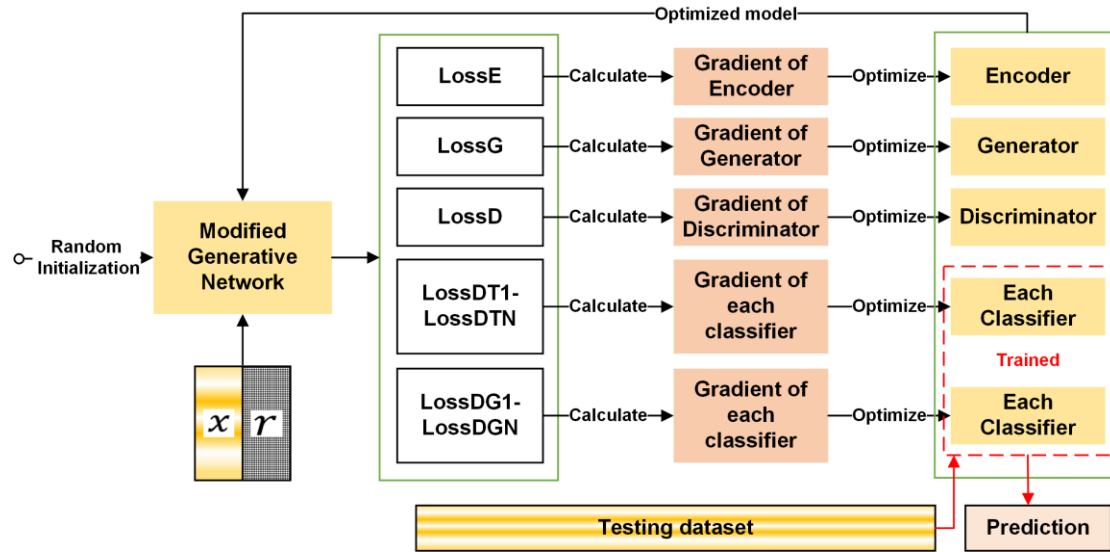 Optimized model
LossE
Calculate
Gradient of
Encoder
Optimize
Encoder
LossG
Calculate
Gradient of
Generator
Optimize
Generator
Random
Initialization
Modified
Generative
Network
LossD
Calculate
Gradient of
Discriminator
Optimize
Discriminator
LossDT1-
LossDTN
Calculate
Gradient of
each
classifier
Optimize
Each
Classifier
Trained
x r
LossDG1-
LossDGN
Calculate
Gradient of
each
classifier
Optimize
Each
Classifier
Testing dataset
Prediction